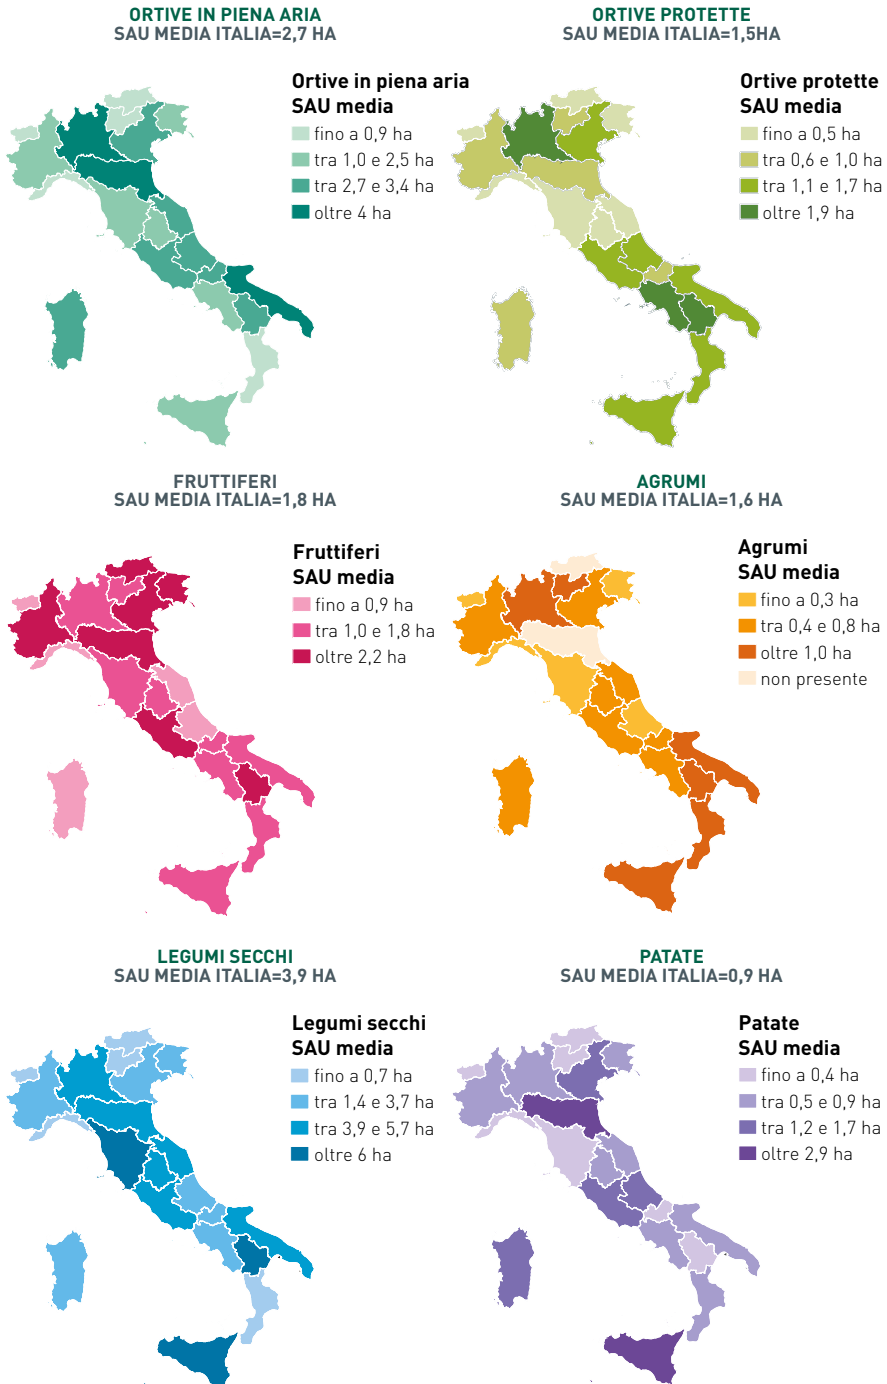 ORTIVE IN PIENA ARIA
SAU MEDIA ITALIA=2,7 HA
Ortive in piena aria
SAU media
fino a 0,9 ha
tra 1,0 e 2,5 ha
tra 2,7 e 3,4 ha
oltre 4 ha
ORTIVE PROTETTE
SAU MEDIA ITALIA=1,5HA
Ortive protette
SAU media
fino a 0,5 ha
tra 0,6 e 1,0 ha
tra 1,1 e 1,7 ha
oltre 1,9 ha
FRUTTIFERI
SAU MEDIA ITALIA=1,8 HA
Fruttiferi
SAU media
fino a 0,9 ha
tra 1,0 e 1,8 ha
oltre 2,2 ha
AGRUMI
SAU MEDIA ITALIA=1,6 HA
Agrumi
SAU media
fino a 0,3 ha
tra 0,4 e 0,8 ha
oltre 1,0 ha
non presente
LEGUMI SECCHI
SAU MEDIA ITALIA=3,9 HA
Legumi secchi
SAU media
fino a 0,7 ha
tra 1,4 e 3,7 ha
tra 3,9 e 5,7 ha
oltre 6 ha
PATATE
SAU MEDIA ITALIA=0,9 HA
Patate
SAU media
fino a 0,4 ha
tra 0,5 e 0,9 ha
tra 1,2 e 1,7 ha
oltre 2,9 ha